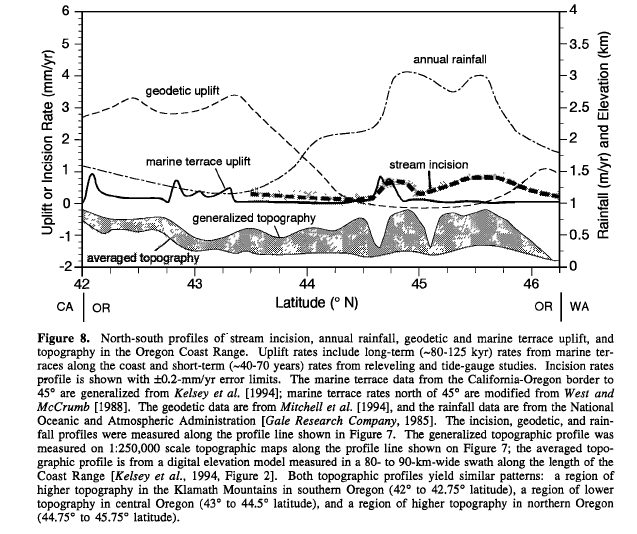 6
5
4
3
2
1
0
-1
-2
Uplift or Incision Rate (mm/yr)
4
3.5
3
2.5
2
1.5
1
0.5
0
Rainfall (m/yr) and Elevation (km)
annual rainfall
geodetic uplift
marine terrace uplift
stream incision
generalized topography
averaged topography
42 43 44 45 46
Latitude (° N)
CA | OR OR | WA
Figure 8. North-south profiles of stream incision, annual rainfall, geodetic and marine terrace uplift, and
topography in the Oregon Coast Range. Uplift rates include long-term (~80-125 kyr) rates from marine ter-
races along the coast and short-term (~40-70 years) rates from releveling and tide-gauge studies. Incision rates
profile is shown with ±0.2-mm/yr error limits. The marine terrace data from the California-Oregon border to
45° are generalized from Kelsey et al. [1994]; marine terrace rates north of 45° are modified from West and
McCrumb [1988]. The geodetic data are from Mitchell et al. [1994], and the rainfall data are from the National
Oceanic and Atmospheric Administration [Gale Research Company, 1985]. The incision, geodetic, and rain-
fall profiles were measured along the profile line shown in Figure 7. The generalized topographic profile was
measured on 1:250,000 scale topographic maps along the profile line shown on Figure 7; the averaged topo-
graphic profile is from a digital elevation model measured in a 80- to 90-km-wide swath along the length of the
Coast Range [Kelsey et al., 1994, Figure 2]. Both topographic profiles yield similar patterns: a region of
higher topography in the Klamath Mountains in southern Oregon (42° to 42.75° latitude), a region of lower
topography in central Oregon (43° to 44.5° latitude), and a region of higher topography in northern Oregon
(44.75° to 45.75° latitude).